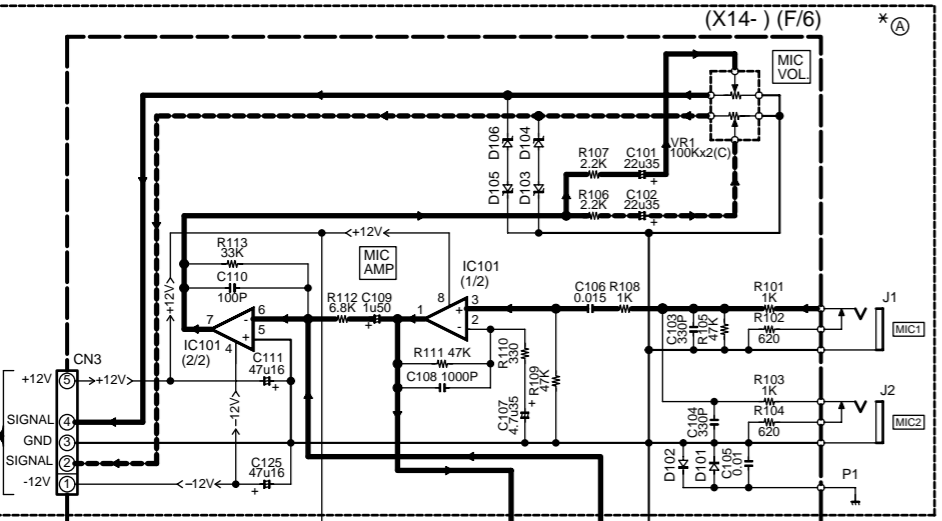 (X14- ) (F/6)
* A
MIC
VOL.
D106
D104
D105
D103
R107
2.2K
C101
22u35
+
VR1
100Kx2(C)
R106
2.2K
C102
22u35
+
+12V
R113
33K
MIC
AMP
C110
100P
+12V
IC101
(1/2)
8
3
+
1
-
2
R112
6.8K
C109
1u50
+
6
-
7
+
5
4
IC101
(2/2)
C106
0.015
R108
1K
C103
330P
R105
47K
R101
1K
R102
620
J1
MIC1
R111 47K
C108 1000P
R110
330
R109
47K
C107
4.7u35
+
C111
47u16
+
-12V
CN3
+12V
5
+12V
SIGNAL
4
GND
3
SIGNAL
2
-12V
1
-12V
C125
47u16
+
R103
1K
R104
620
J2
MIC2
C104
330P
D102
D101
C105
0.01
P1